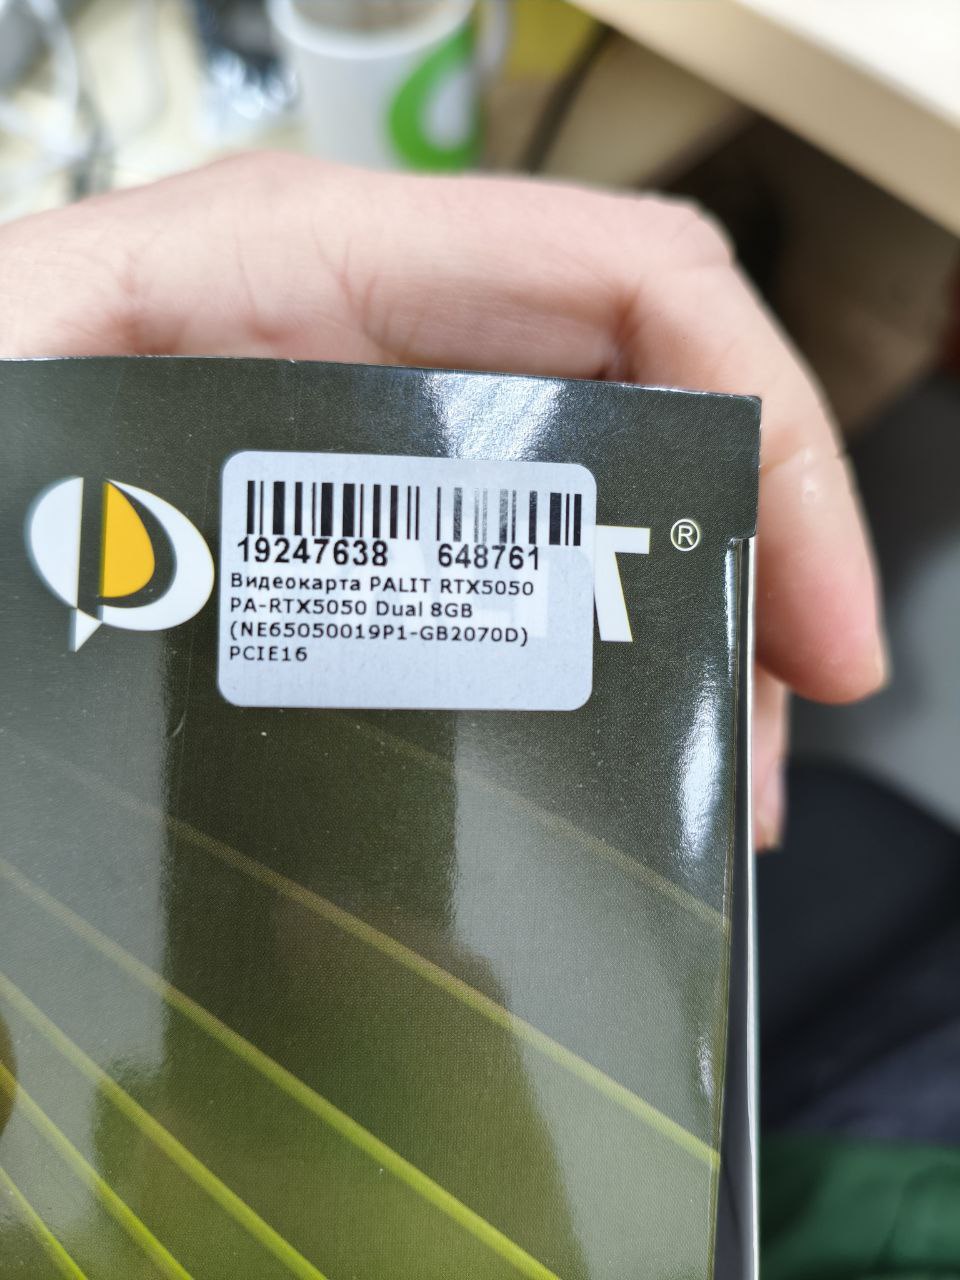 19247638 648761
Видеокарта PALIT RTX5050
PA-RTX5050 Dual 8GB
(NE65050019P1-GB2070D)
PCIE16
®